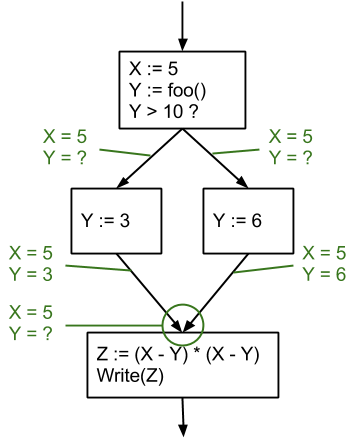 X := 5
Y := foo()
Y > 10 ?
X = 5
Y = ?
X = 5
Y = ?
Y := 3
Y := 6
X = 5
Y = 3
X = 5
Y = 6
X = 5
Y = ?
Z := (X - Y) * (X - Y)
Write(Z)